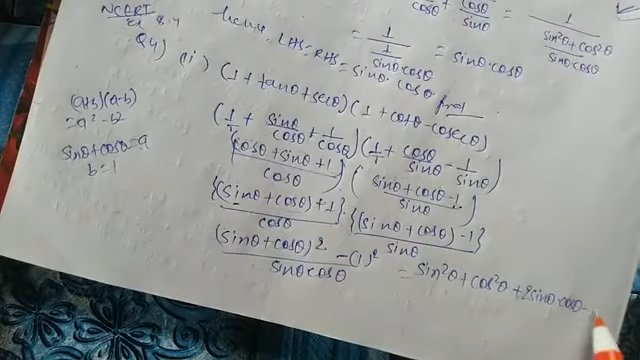 NCERT
Ex 8.4
Q4)
hence LHS=RHS
= 1 / (1/(sinθ·cosθ)) = sinθ·cosθ
cosθ + cosθ/sinθ = 1 / ((sin²θ+cos²θ)/(sinθcosθ))
= sinθ·cosθ
(ii) (1+tanθ+secθ)(1+cotθ-cosecθ)
(a+b)(a-b)
=a²-b²
sinθ+cosθ=a
b=1
(1/1 + sinθ/cosθ + 1/cosθ)(1/1 + cosθ/sinθ - 1/sinθ)
((cosθ+sinθ+1)/cosθ)·((sinθ+cosθ-1)/sinθ)
{(sinθ+cosθ)+1}/cosθ · {(sinθ+cosθ)-1}/sinθ
((sinθ+cosθ)²-(1)²)/(sinθ·cosθ) = sin²θ+cos²θ+2sinθ·cosθ-